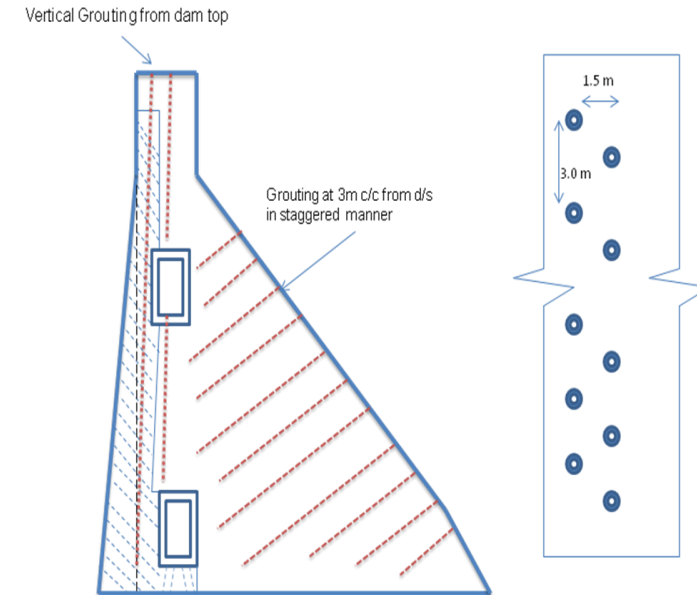 Vertical Grouting from dam top
1.5 m
3.0 m
Grouting at 3m c/c from d/s
in staggered manner